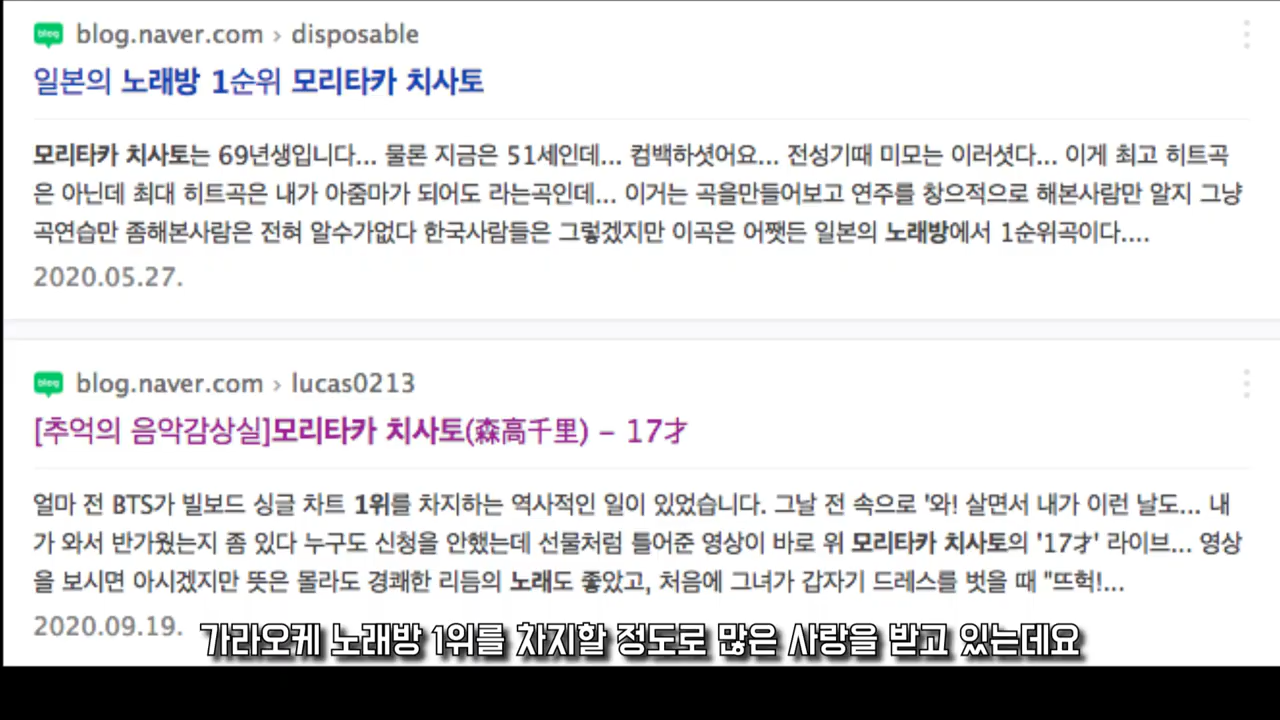 blog
blog.naver.com › disposable
일본의 노래방 1순위 모리타카 치사토
모리타카 치사토는 69년생입니다... 물론 지금은 51세인데... 컴백하셧어요... 전성기때 미모는 이러셧다... 이게 최고 히트곡
은 아닌데 최대 히트곡은 내가 아줌마가 되어도 라는곡인데... 이거는 곡을만들어보고 연주를 창으적으로 해본사람만 알지 그냥
곡연습만 좀해본사람은 전혀 알수가없다 한국사람들은 그렇겠지만 이곡은 어쨋든 일본의 노래방에서 1순위곡이다....
2020.05.27.
blog
blog.naver.com › lucas0213
[추억의 음악감상실]모리타카 치사토(森高千里) – 17才
얼마 전 BTS가 빌보드 싱글 차트 1위를 차지하는 역사적인 일이 있었습니다. 그날 전 속으로 '와! 살면서 내가 이런 날도... 내
가 와서 반가웠는지 좀 있다 누구도 신청을 안했는데 선물처럼 틀어준 영상이 바로 위 모리타카 치사토의 '17才' 라이브... 영상
을 보시면 아시겠지만 뜻은 몰라도 경쾌한 리듬의 노래도 좋았고, 처음에 그녀가 갑자기 드레스를 벗을 때 "뜨헉!...
2020.09.19.
가라오케 노래방 1위를 차지할 정도로 많은 사랑을 받고 있는데요